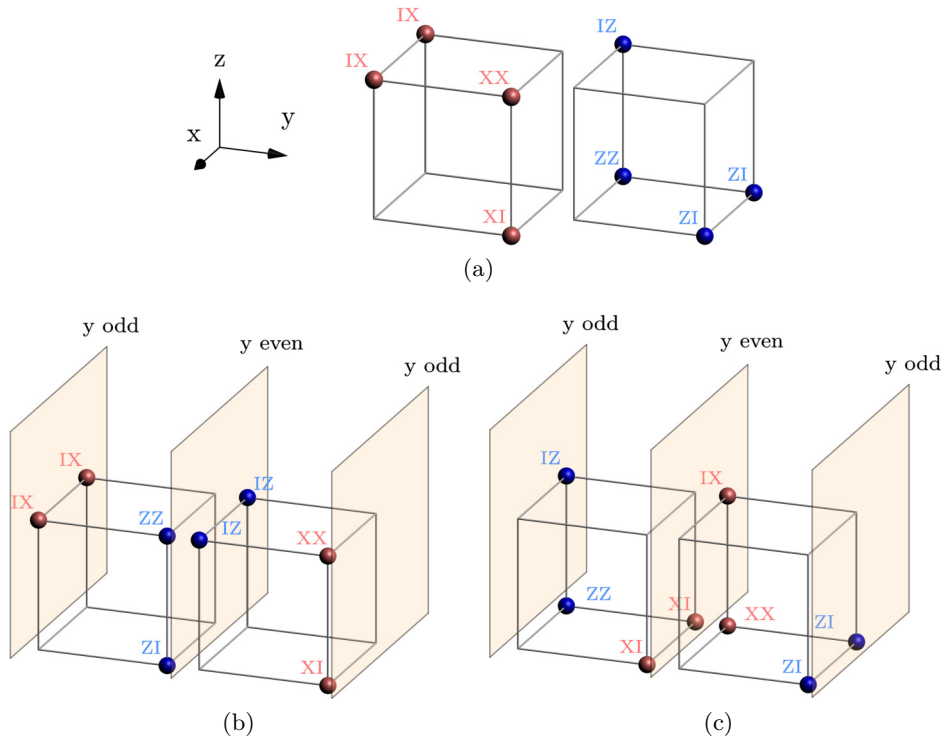 IX
IZ
z
IX
XX
y
x
ZZ
ZI
XI
ZI
(a)
y odd
y even
y odd
IX
IZ
IX
ZZ
IZ
XX
ZI
XI
(b)
y odd
y even
y odd
IZ
IX
ZZ
XI
XX
ZI
XI
ZI
(c)